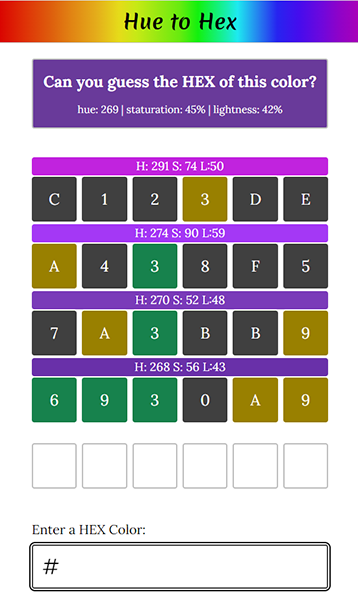 Hue to Hex
Can you guess the HEX of this color?
hue: 269 | staturation: 45% | lightness: 42%
H: 291 S: 74 L:50
C 1 2 3 D E
H: 274 S: 90 L:59
A 4 3 8 F 5
H: 270 S: 52 L:48
7 A 3 B B 9
H: 268 S: 56 L:43
6 9 3 0 A 9
Enter a HEX Color:
#